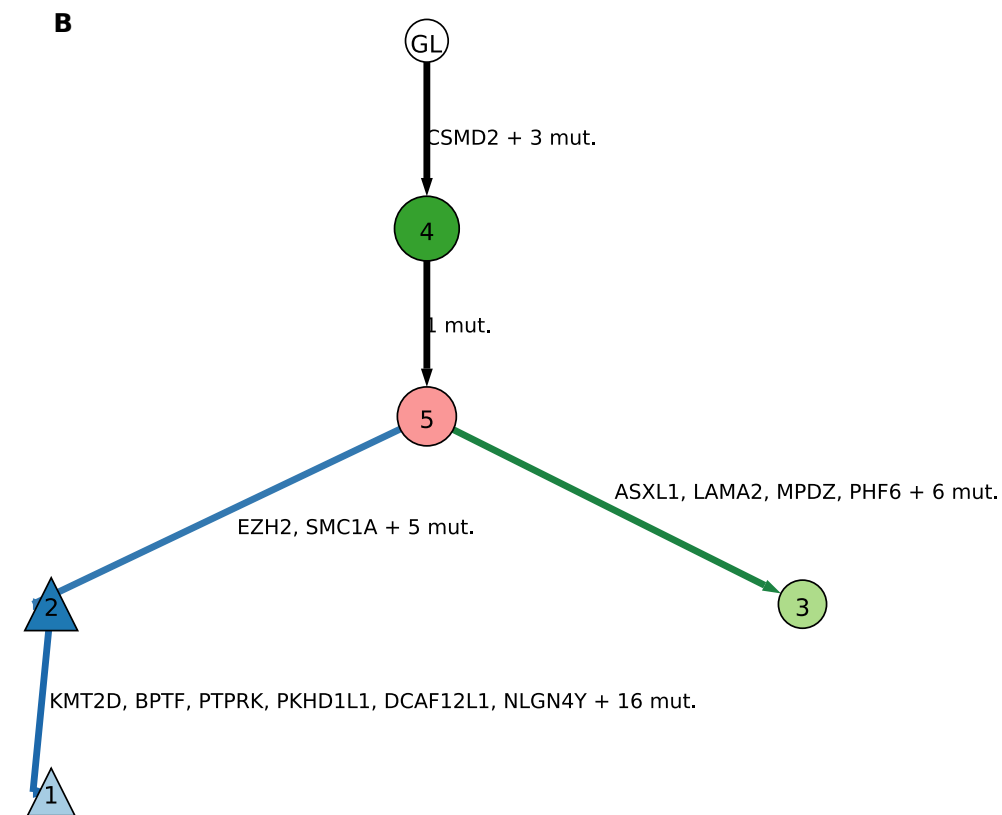 B
GL
CSMD2 + 3 mut.
4
1 mut.
5
ASXL1, LAMA2, MPDZ, PHF6 + 6 mut.
EZH2, SMC1A + 5 mut.
2
3
KMT2D, BPTF, PTPRK, PKHD1L1, DCAF12L1, NLGN4Y + 16 mut.
1